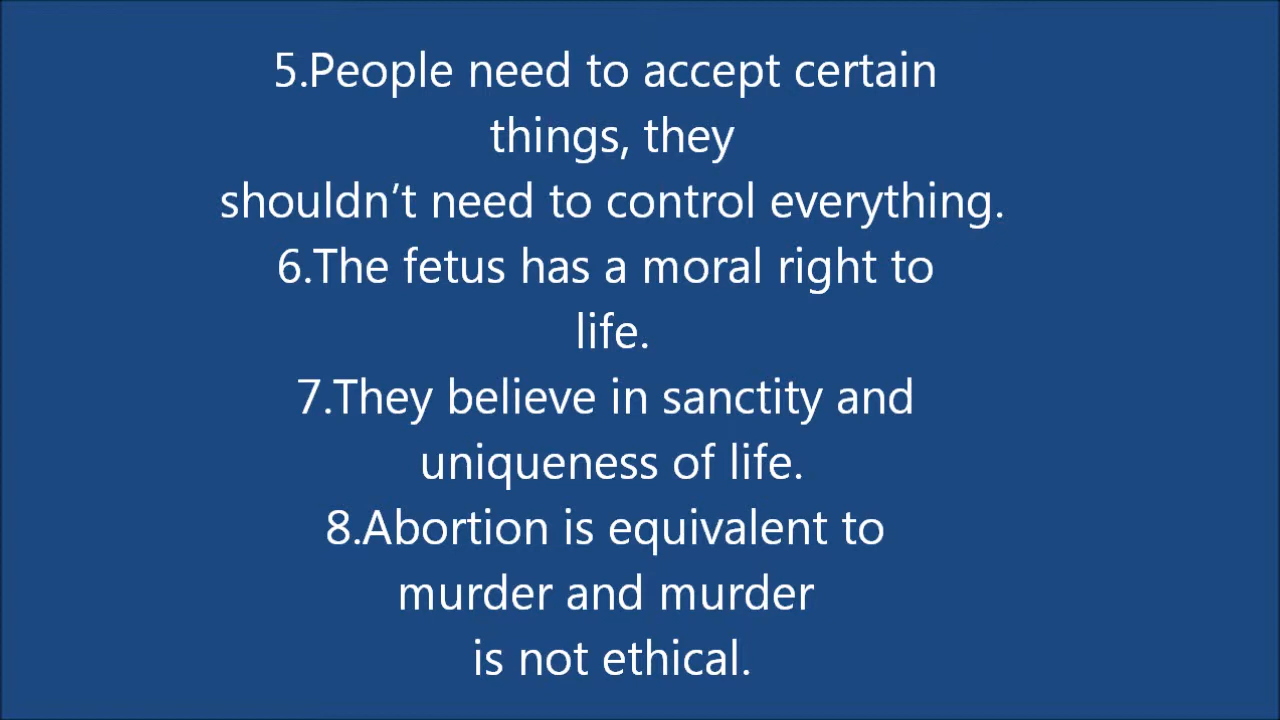 5.People need to accept certain
things, they
shouldn’t need to control everything.
6.The fetus has a moral right to
life.
7.They believe in sanctity and
uniqueness of life.
8.Abortion is equivalent to
murder and murder
is not ethical.